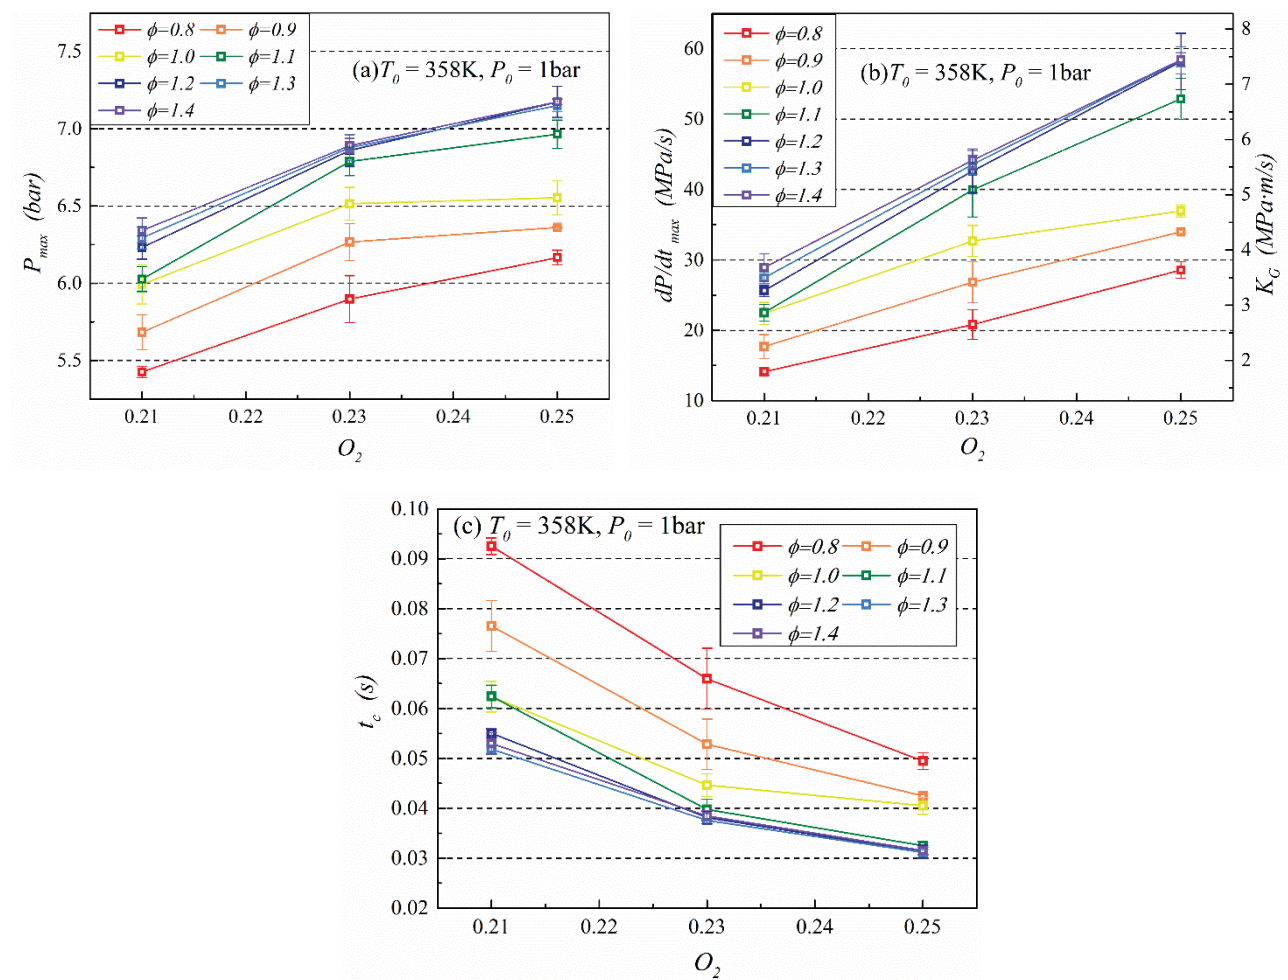 ϕ=0.8 ϕ=0.9
ϕ=1.0 ϕ=1.1
ϕ=1.2 ϕ=1.3
ϕ=1.4
(a)T0 = 358K, P0 = 1bar
7.5
7.0
6.5
6.0
5.5
Pmax (bar)
0.21 0.22 0.23 0.24 0.25
O2
ϕ=0.8
ϕ=0.9
ϕ=1.0
ϕ=1.1
ϕ=1.2
ϕ=1.3
ϕ=1.4
(b)T0 = 358K, P0 = 1bar
60
50
40
30
20
10
dP/dt max (MPa/s)
8
7
6
5
4
3
2
KG (MPa·m/s)
0.21 0.22 0.23 0.24 0.25
O2
(c) T0 = 358K, P0 = 1bar
ϕ=0.8 ϕ=0.9
ϕ=1.0 ϕ=1.1
ϕ=1.2 ϕ=1.3
ϕ=1.4
0.10
0.09
0.08
0.07
0.06
0.05
0.04
0.03
0.02
tc (s)
0.21 0.22 0.23 0.24 0.25
O2